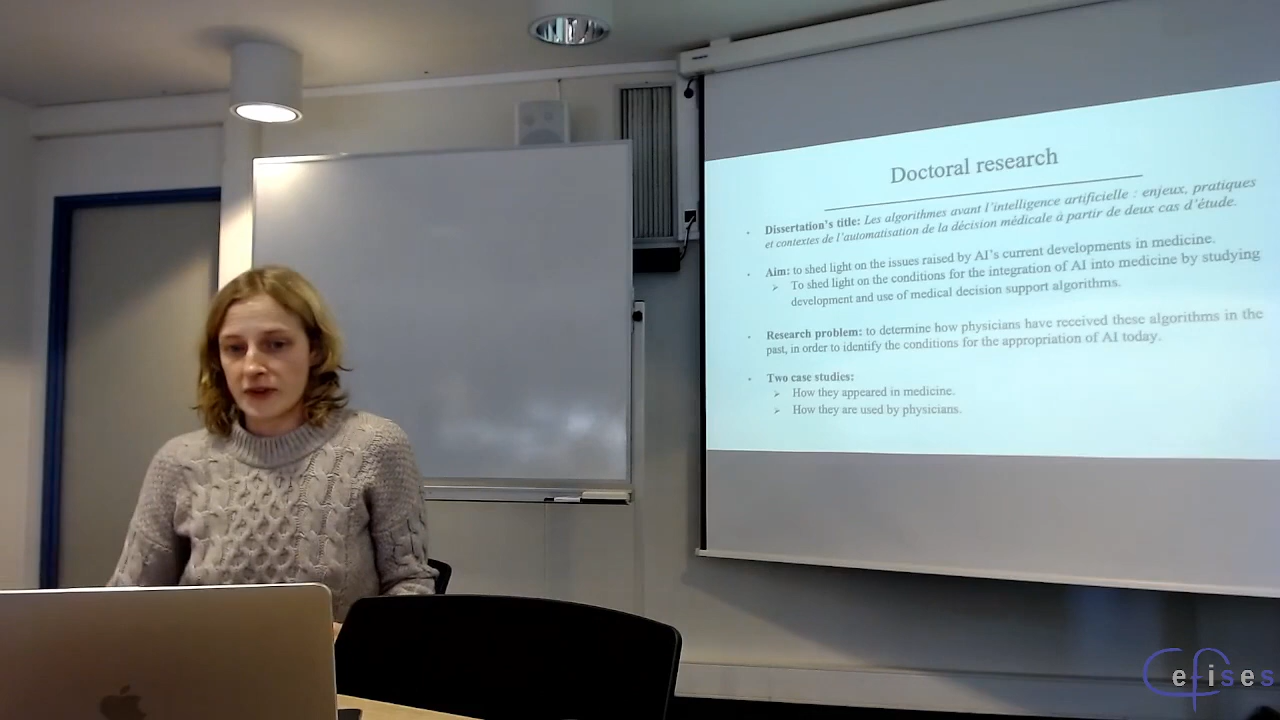 Doctoral research
Dissertation's title: Les algorithmes avant l'intelligence artificielle : enjeux, pratiques
et contextes de l'automatisation de la décision médicale à partir de deux cas d'étude.
Aim: to shed light on the issues raised by AI's current developments in medicine.
To shed light on the conditions for the integration of AI into medicine by studying
development and use of medical decision support algorithms.
Research problem: to determine how physicians have received these algorithms in the
past, in order to identify the conditions for the appropriation of AI today.
Two case studies:
How they appeared in medicine.
How they are used by physicians.
Cefises